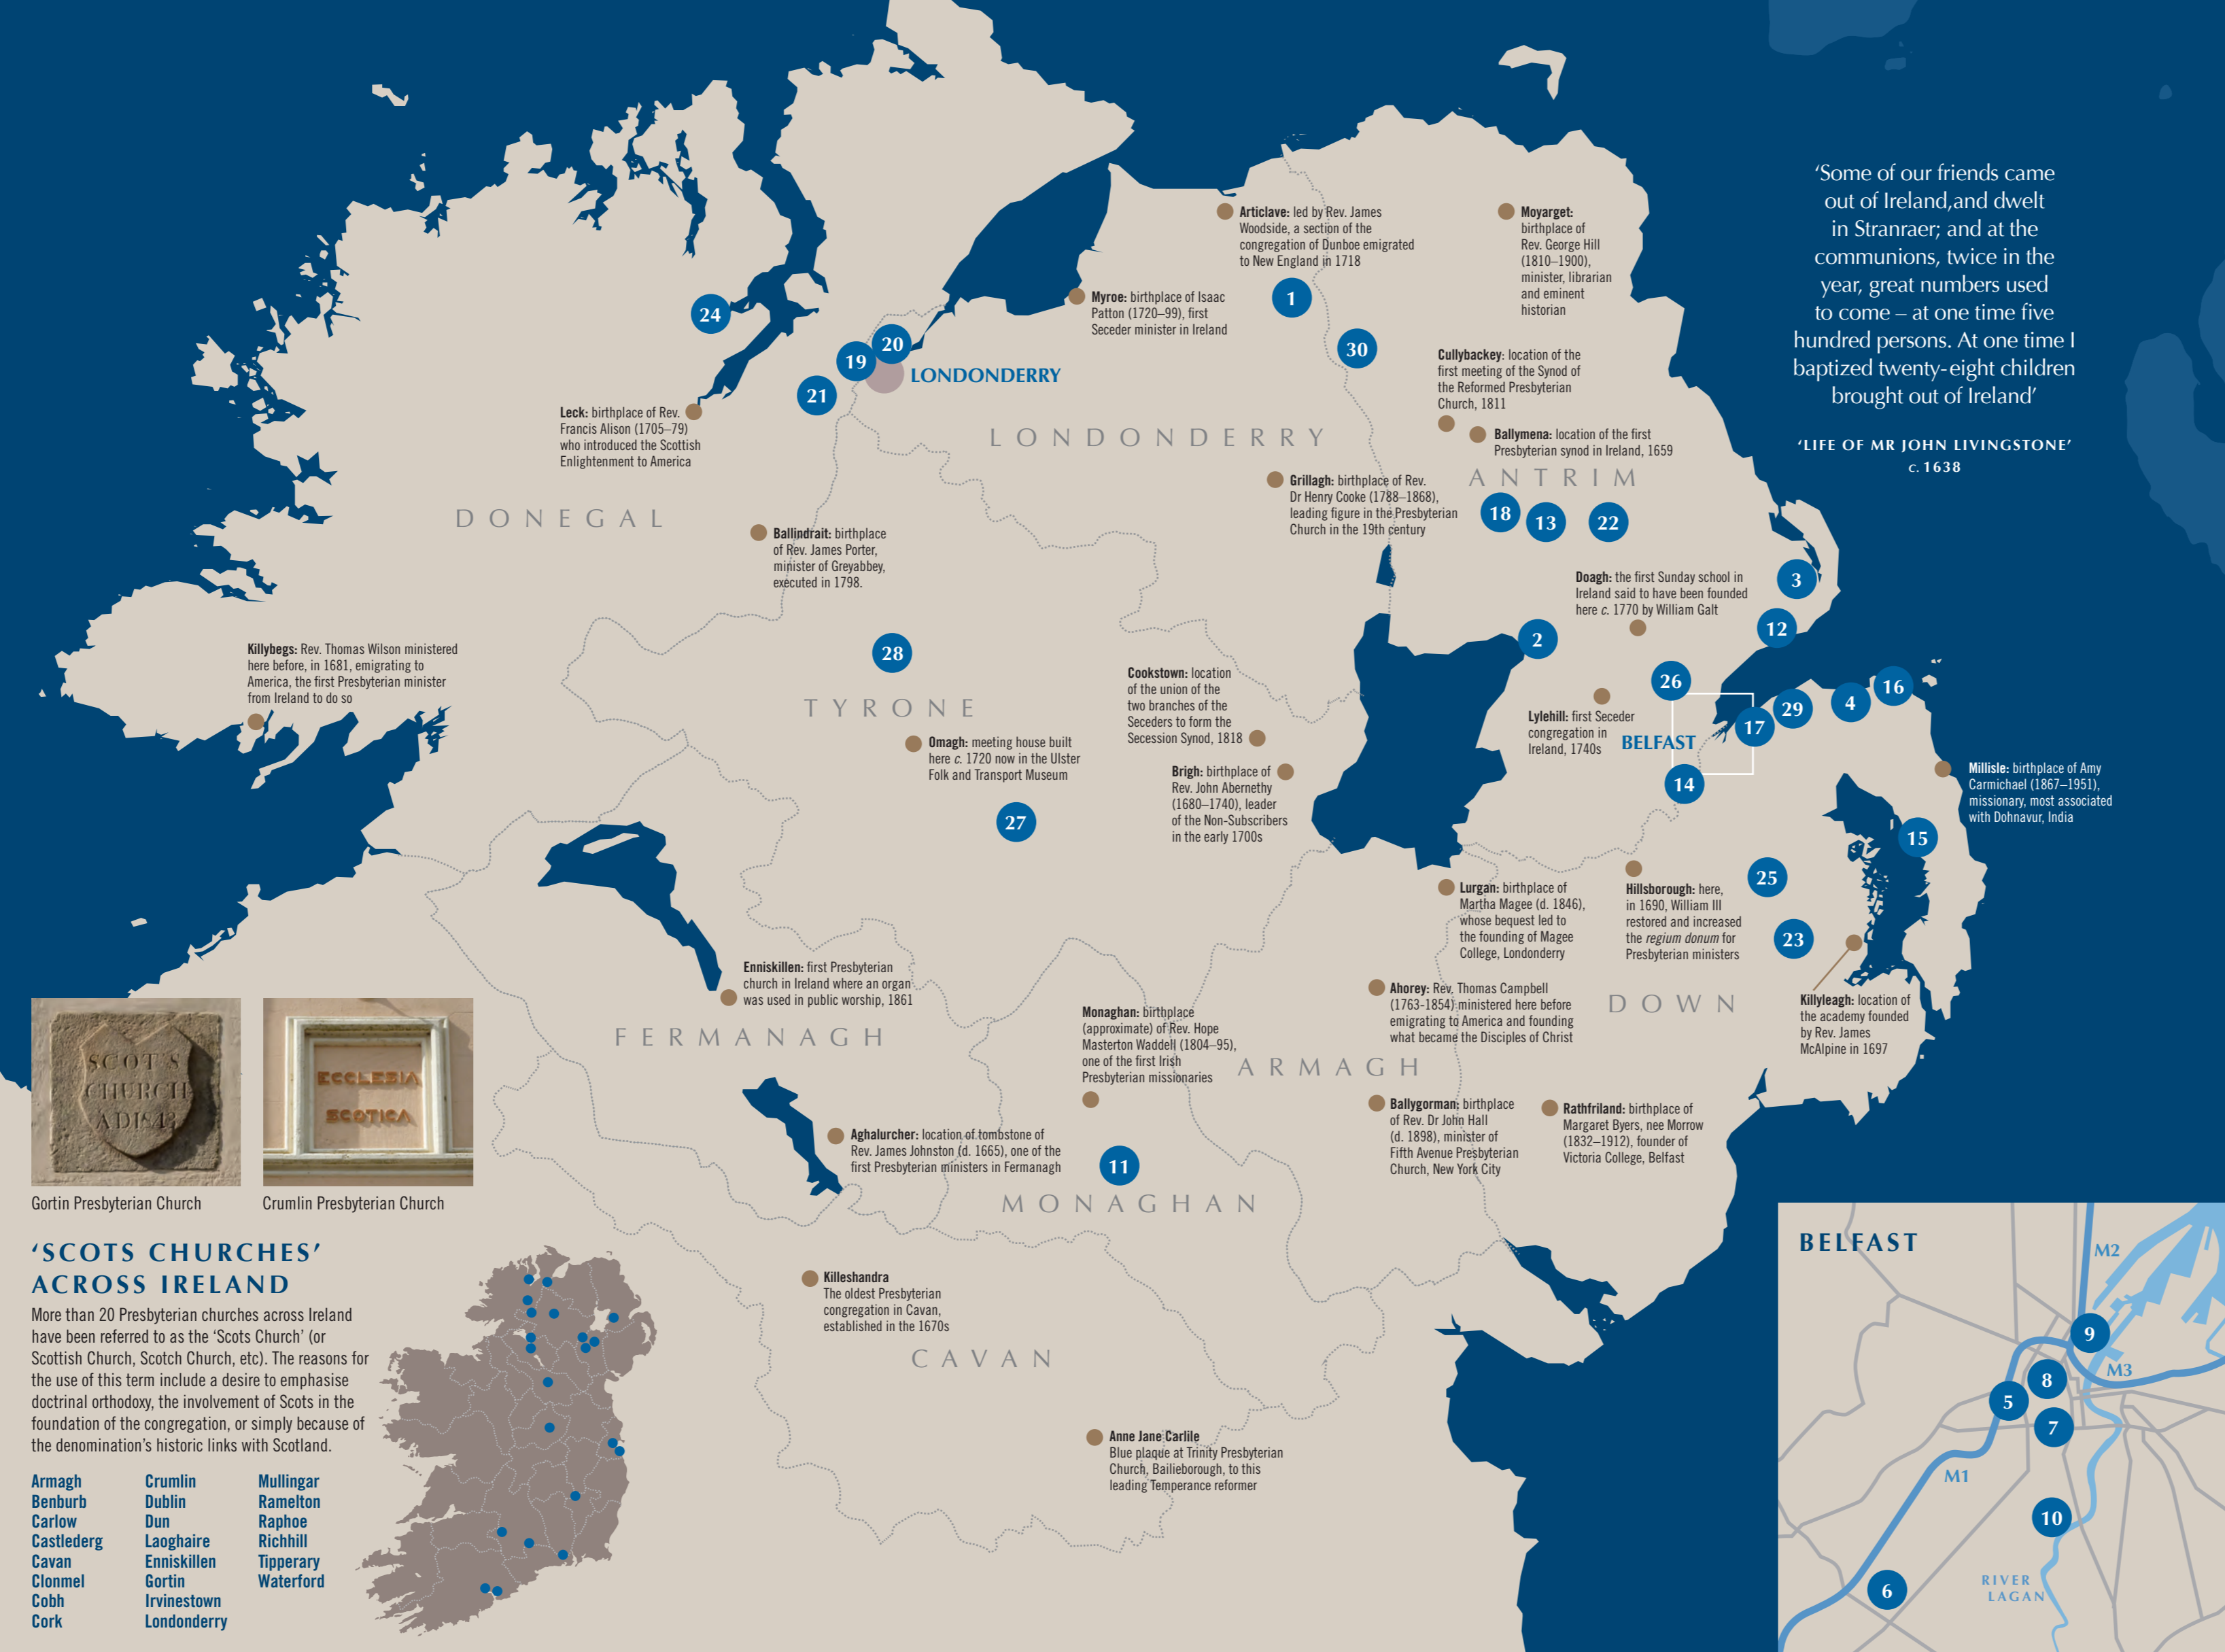 'Some of our friends came
out of Ireland,and dwelt
in Stranraer; and at the
communions, twice in the
year, great numbers used
to come – at one time five
hundred persons. At one time I
baptized twenty-eight children
brought out of Ireland'
'LIFE OF MR JOHN LIVINGSTONE'
c. 1638
Articlave: led by Rev. James
Woodside, a section of the
congregation of Dunboe emigrated
to New England in 1718
Moyarget:
birthplace of
Rev. George Hill
(1810–1900),
minister, librarian
and eminent
historian
Myroe: birthplace of Isaac
Patton (1720–99), first
Seceder minister in Ireland
1
24
20
19
21
LONDONDERRY
30
Cullybackey: location of the
first meeting of the Synod of
the Reformed Presbyterian
Church, 1811
Leck: birthplace of Rev.
Francis Alison (1705–79)
who introduced the Scottish
Enlightenment to America
LONDONDERRY
Ballymena: location of the first
Presbyterian synod in Ireland, 1659
ANTRIM
Grillagh: birthplace of Rev.
Dr Henry Cooke (1788–1868),
leading figure in the Presbyterian
Church in the 19th century
18
13
22
DONEGAL
Ballindrait: birthplace
of Rev. James Porter,
minister of Greyabbey,
executed in 1798.
Doagh: the first Sunday school in
Ireland said to have been founded
here c. 1770 by William Galt
3
12
2
Killybegs: Rev. Thomas Wilson ministered
here before, in 1681, emigrating to
America, the first Presbyterian minister
from Ireland to do so
28
TYRONE
Cookstown: location
of the union of the
two branches of the
Seceders to form the
Secession Synod, 1818
26
16
4
29
17
Lylehill: first Seceder
congregation in
Ireland, 1740s
BELFAST
14
Omagh: meeting house built
here c. 1720 now in the Ulster
Folk and Transport Museum
Brigh: birthplace of
Rev. John Abernethy
(1680–1740), leader
of the Non-Subscribers
in the early 1700s
Millisle: birthplace of Amy
Carmichael (1867–1951),
missionary, most associated
with Dohnavur, India
27
15
25
23
Lurgan: birthplace of
Martha Magee (d. 1846),
whose bequest led to
the founding of Magee
College, Londonderry
Hillsborough: here,
in 1690, William III
restored and increased
the regium donum for
Presbyterian ministers
Enniskillen: first Presbyterian
church in Ireland where an organ
was used in public worship, 1861
FERMANAGH
Ahorey: Rev. Thomas Campbell
(1763-1854) ministered here before
emigrating to America and founding
what became the Disciples of Christ
DOWN
Killyleagh: location of
the academy founded
by Rev. James
McAlpine in 1697
Monaghan: birthplace
(approximate) of Rev. Hope
Masterton Waddell (1804–95),
one of the first Irish
Presbyterian missionaries
ARMAGH
Ballygorman: birthplace
of Rev. Dr John Hall
(d. 1898), minister of
Fifth Avenue Presbyterian
Church, New York City
Rathfriland: birthplace of
Margaret Byers, nee Morrow
(1832–1912), founder of
Victoria College, Belfast
Aghalurcher: location of tombstone of
Rev. James Johnston (d. 1665), one of the
first Presbyterian ministers in Fermanagh
11
MONAGHAN
Killeshandra
The oldest Presbyterian
congregation in Cavan,
established in the 1670s
CAVAN
Anne Jane Carlile
Blue plaque at Trinity Presbyterian
Church, Bailieborough, to this
leading Temperance reformer
SCOT'S
CHURCH
AD1843
Gortin Presbyterian Church
ECCLESIA
SCOTICA
Crumlin Presbyterian Church
'SCOTS CHURCHES'
ACROSS IRELAND
More than 20 Presbyterian churches across Ireland
have been referred to as the 'Scots Church' (or
Scottish Church, Scotch Church, etc). The reasons for
the use of this term include a desire to emphasise
doctrinal orthodoxy, the involvement of Scots in the
foundation of the congregation, or simply because of
the denomination's historic links with Scotland.
Armagh
Benburb
Carlow
Castlederg
Cavan
Clonmel
Cobh
Cork
Crumlin
Dublin
Dun
Laoghaire
Enniskillen
Gortin
Irvinestown
Londonderry
Mullingar
Ramelton
Raphoe
Richhill
Tipperary
Waterford
BELFAST
M2
9
M3
8
5
7
M1
10
6
RIVER
LAGAN